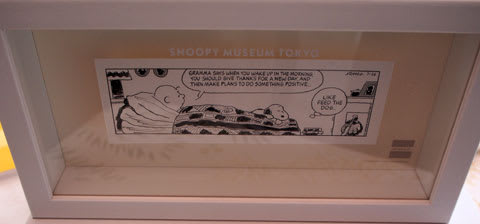 SNOOPY MUSEUM TOKYO
GRAMMA SAYS WHEN YOU WAKE UP IN THE MORNING
YOU SHOULD GIVE THANKS FOR A NEW DAY, AND
THEN MAKE PLANS TO DO SOMETHING POSITIVE..
LIKE
FEED THE
DOG..